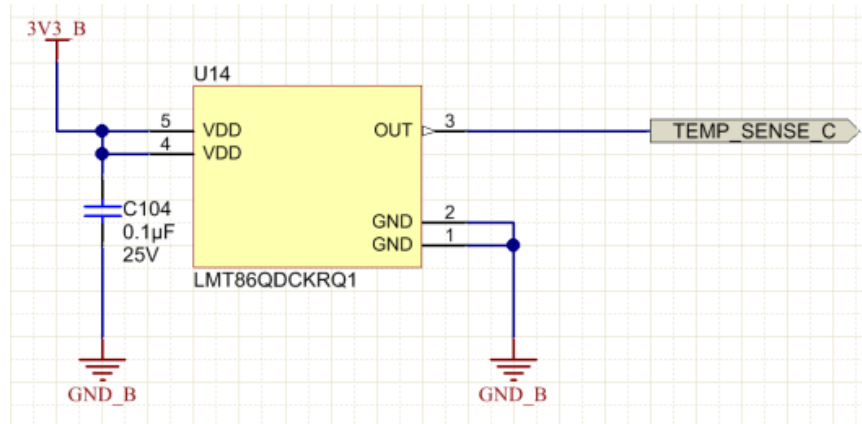 3V3_B
U14
5 VDD
4 VDD
OUT 3
TEMP_SENSE_C
C104
0.1µF
25V
GND 2
GND 1
LMT86QDCKRQ1
GND_B
GND_B